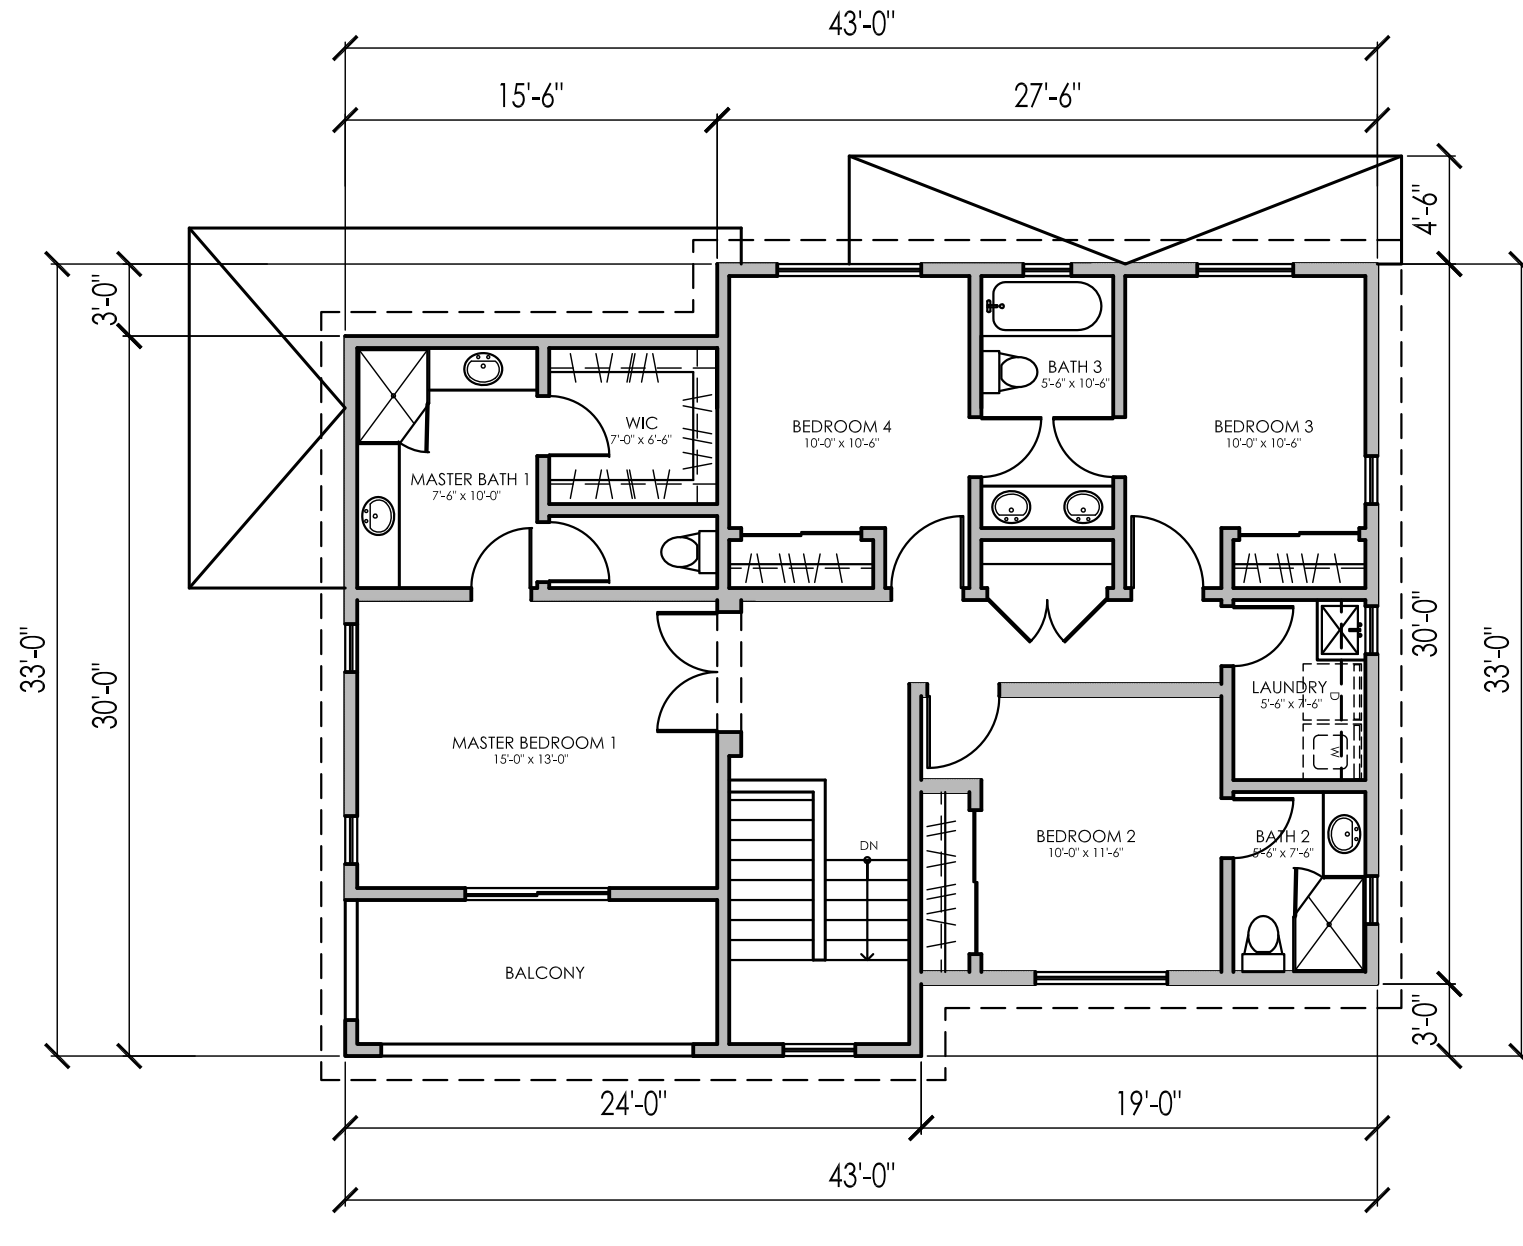 43'-0"
15'-6"
27'-6"
4'-6"
3'-0"
BATH 3
5'-6" x 10'-6"
WIC
7'-0" x 6'-6"
BEDROOM 4
10'-0" x 10'-6"
BEDROOM 3
10'-0" x 10'-6"
MASTER BATH 1
7'-6" x 10'-0"
33'-0"
30'-0"
30'-0"
33'-0"
LAUNDRY
5'-6" x 7'-6"
D
W
MASTER BEDROOM 1
15'-0" x 13'-0"
DN
BEDROOM 2
10'-0" x 11'-6"
BATH 2
5'-6" x 7'-6"
BALCONY
3'-0"
24'-0"
19'-0"
43'-0"